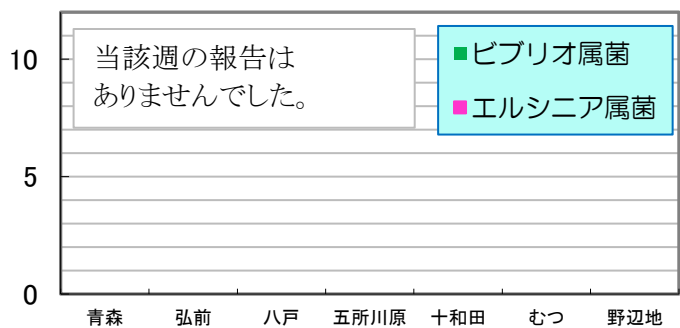 10
5
0
当該週の報告は
ありませんでした。
ビブリオ属菌
エルシニア属菌
青森 弘前 八戸 五所川原 十和田 むつ 野辺地